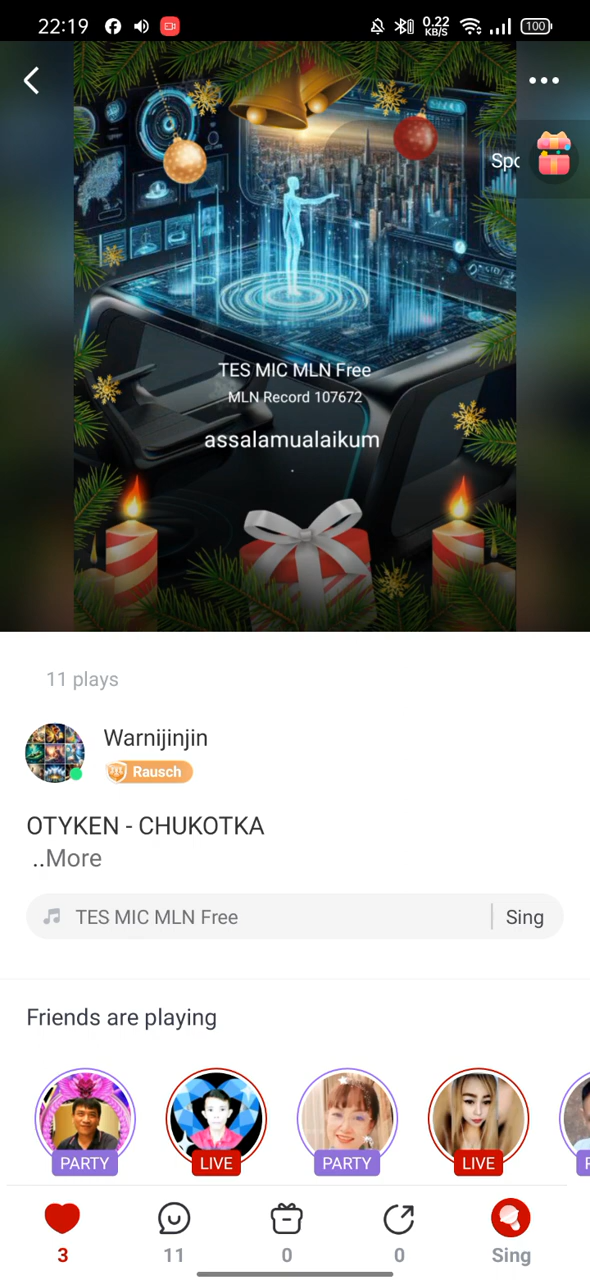 22:19
0.22
KB/S
100
Spo
TES MIC MLN Free
MLN Record 107672
assalamualaikum
.
11 plays
Warnijinjin
Rausch
OTYKEN - CHUKOTKA
..More
TES MIC MLN Free
Sing
Friends are playing
PARTY
LIVE
PARTY
LIVE
3
11
0
0
Sing